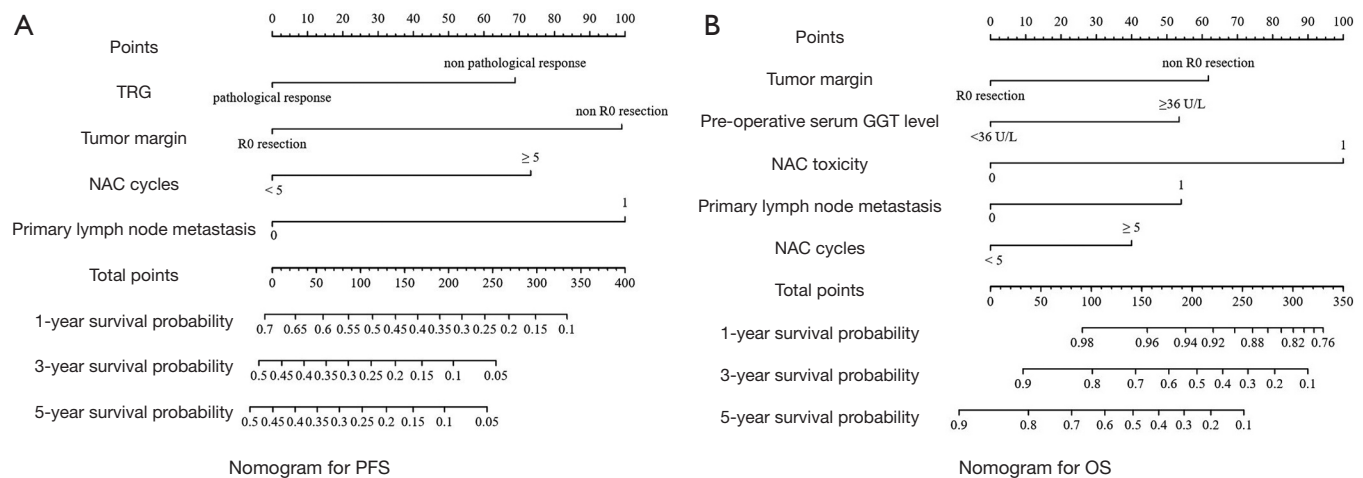 A
Points
0 10 20 30 40 50 60 70 80 90 100
TRG
non pathological response
pathological response
Tumor margin
non R0 resection
R0 resection
NAC cycles
≥ 5
< 5
Primary lymph node metastasis
1
0
Total points
0 50 100 150 200 250 300 350 400
1-year survival probability
0.7 0.65 0.6 0.55 0.5 0.45 0.4 0.35 0.3 0.25 0.2 0.15 0.1
3-year survival probability
0.5 0.45 0.4 0.35 0.3 0.25 0.2 0.15 0.1 0.05
5-year survival probability
0.5 0.45 0.4 0.35 0.3 0.25 0.2 0.15 0.1 0.05
Nomogram for PFS
B
Points
0 10 20 30 40 50 60 70 80 90 100
Tumor margin
non R0 resection
R0 resection
Pre-operative serum GGT level
≥36 U/L
<36 U/L
NAC toxicity
1
0
Primary lymph node metastasis
1
0
NAC cycles
≥ 5
< 5
Total points
0 50 100 150 200 250 300 350
1-year survival probability
0.98 0.96 0.94 0.92 0.88 0.82 0.76
3-year survival probability
0.9 0.8 0.7 0.6 0.5 0.4 0.3 0.2 0.1
5-year survival probability
0.9 0.8 0.7 0.6 0.5 0.4 0.3 0.2 0.1
Nomogram for OS